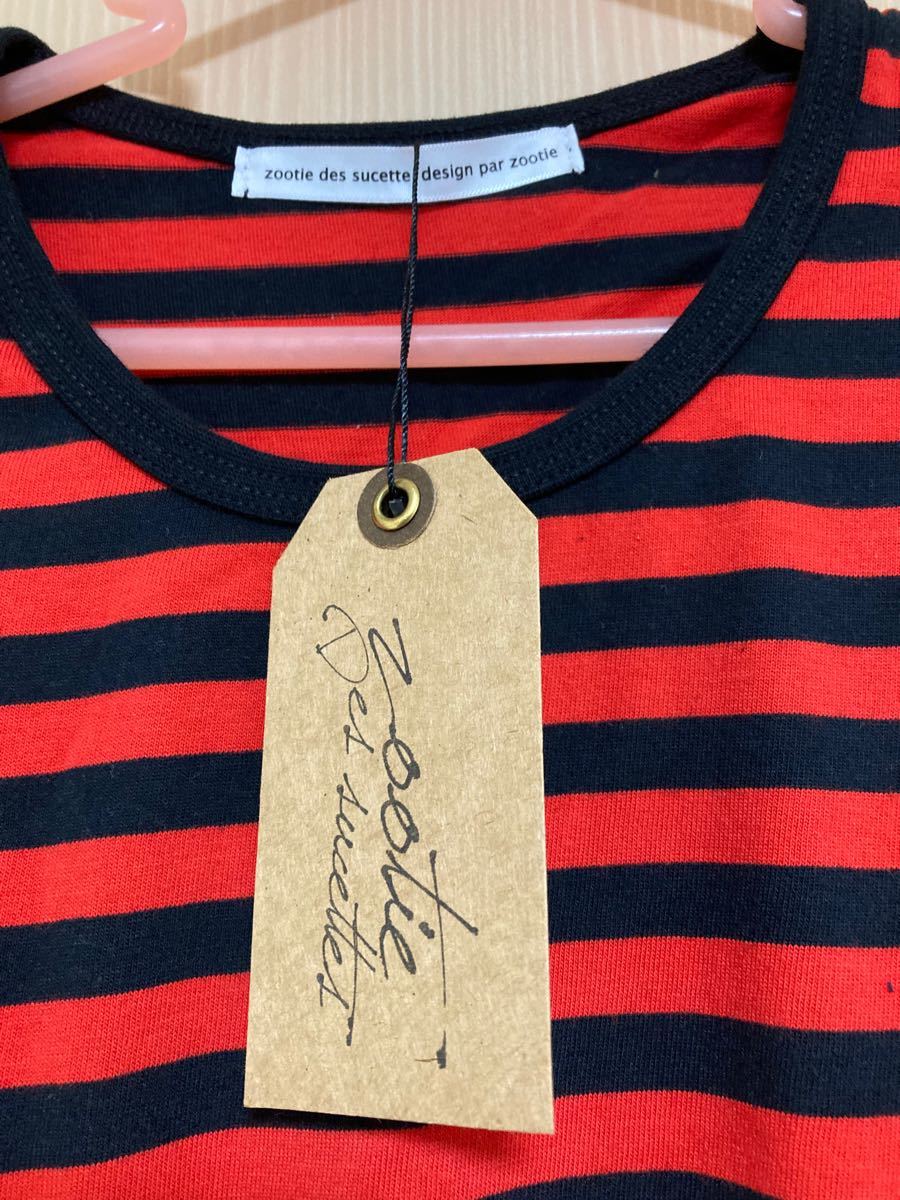 zootie des sucette design par zootie
Zootie
Des sucettes